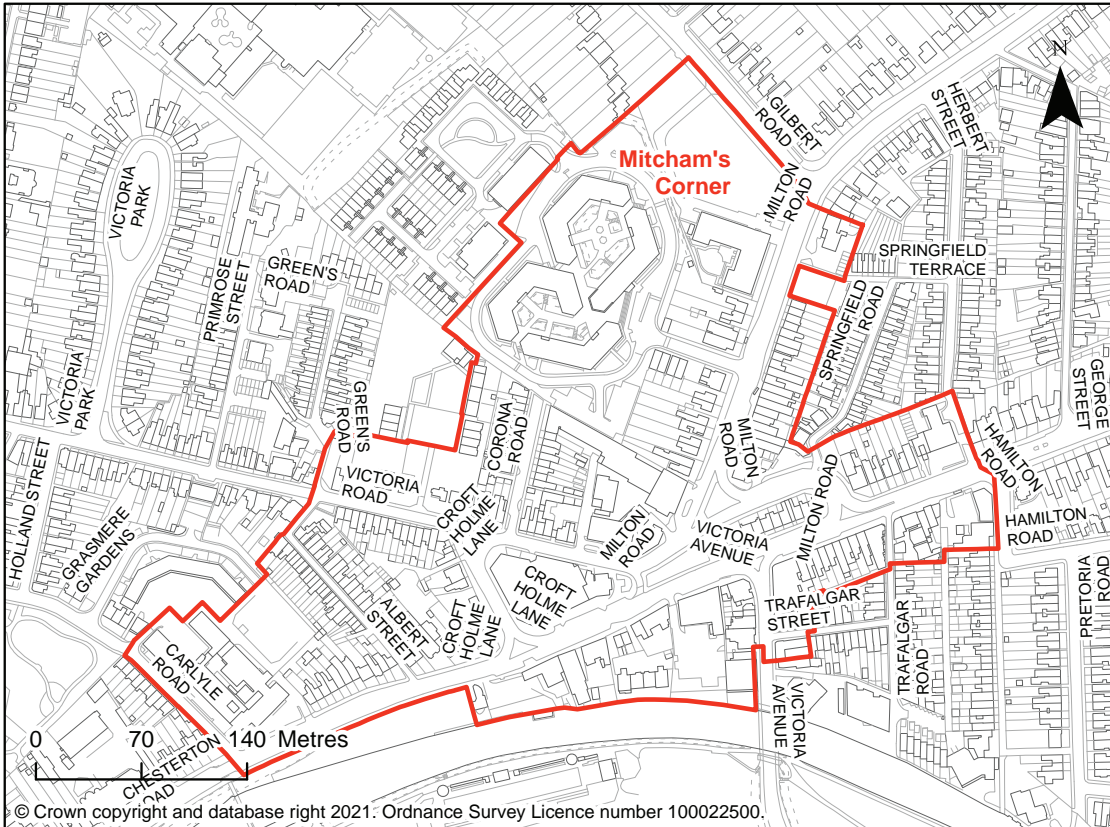 N
GILBERT
ROAD
HERBERT
STREET
Mitcham's
Corner
MILTON
ROAD
VICTORIA
PARK
PRIMROSE
STREET
GREEN'S
ROAD
SPRINGFIELD
TERRACE
SPRINGFIELD
ROAD
VICTORIA
PARK
GREEN'S
ROAD
GEORGE
STREET
CORONA
ROAD
MILTON
ROAD
HAMILTON
ROAD
HOLLAND STREET
VICTORIA
ROAD
CROFT
HOLME
LANE
MILTON ROAD
HAMILTON
ROAD
GRASMERE
GARDENS
MILTON
ROAD
VICTORIA
AVENUE
PRETORIA
ROAD
CROFT
HOLME
LANE
ALBERT
STREET
CROFT
HOLME
LANE
TRAFALGAR
STREET
TRAFALGAR
ROAD
CARLYLE
ROAD
VICTORIA
AVENUE
CHESTERTON
ROAD
0 70 140 Metres
© Crown copyright and database right 2021. Ordnance Survey Licence number 100022500.